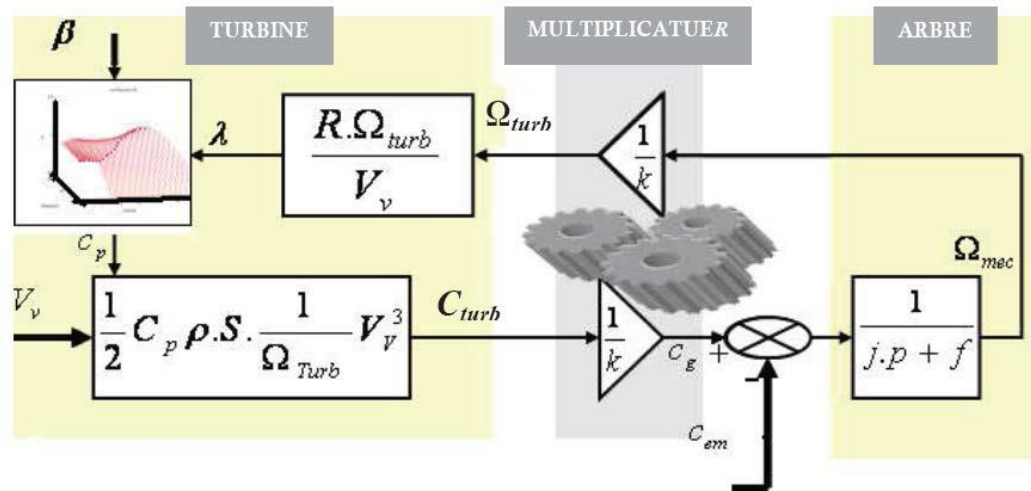 TURBINE
MULTIPLICATUER
ARBRE
β
λ
R.Ω_turb / V_v
Ω_turb
1/k
C_p
Ω_mec
V_v
1/2 C_p ρ.S. 1/Ω_Turb V_V^3
C_turb
1/k
C_g
+
-
1/(j.p + f)
C_em